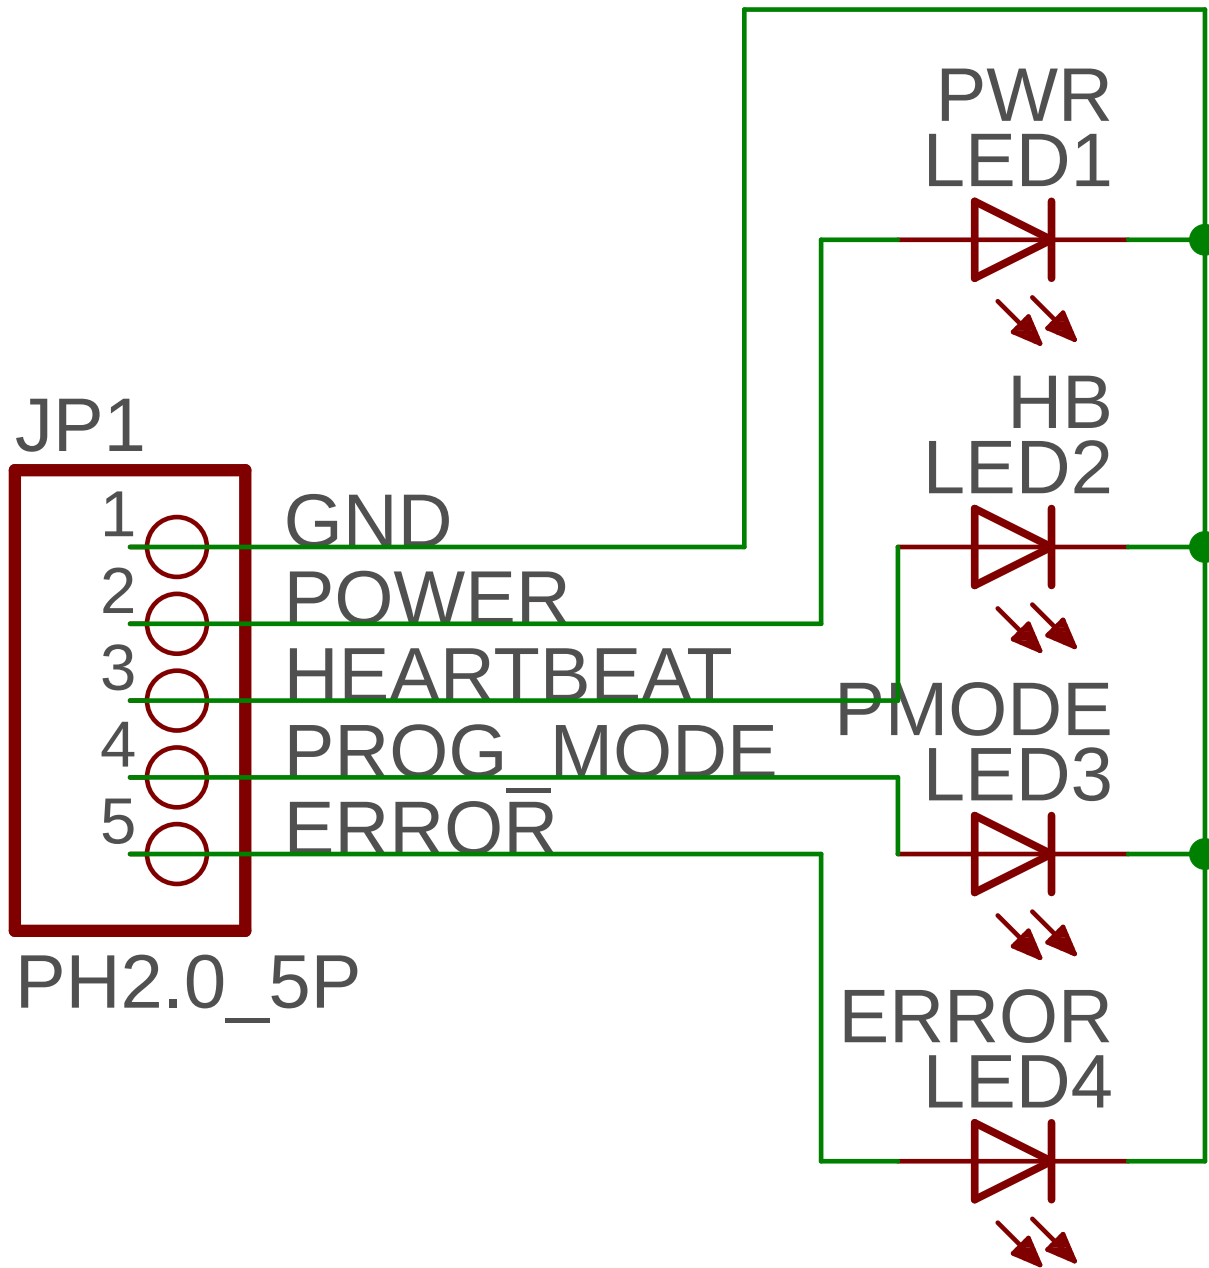 JP1
1 GND
2 POWER
3 HEARTBEAT
4 PROG_MODE
5 ERROR
PH2.0_5P
PWR
LED1
HB
LED2
PMODE
LED3
ERROR
LED4